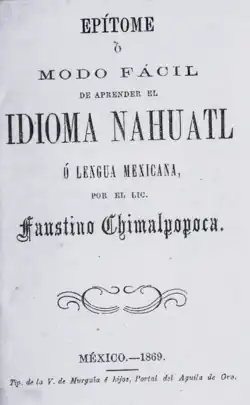 EPÍTOME
Ò
MODO FÁCIL
DE APRENDER EL
IDIOMA NAHUATL
Ó LENGUA MEXICANA,
POR EL LIC.
Faustino Chimalpopoca.
MÉXICO.—1869.
Tip. de la V. de Murguia é hijos, Portal del Aguila de Oro.